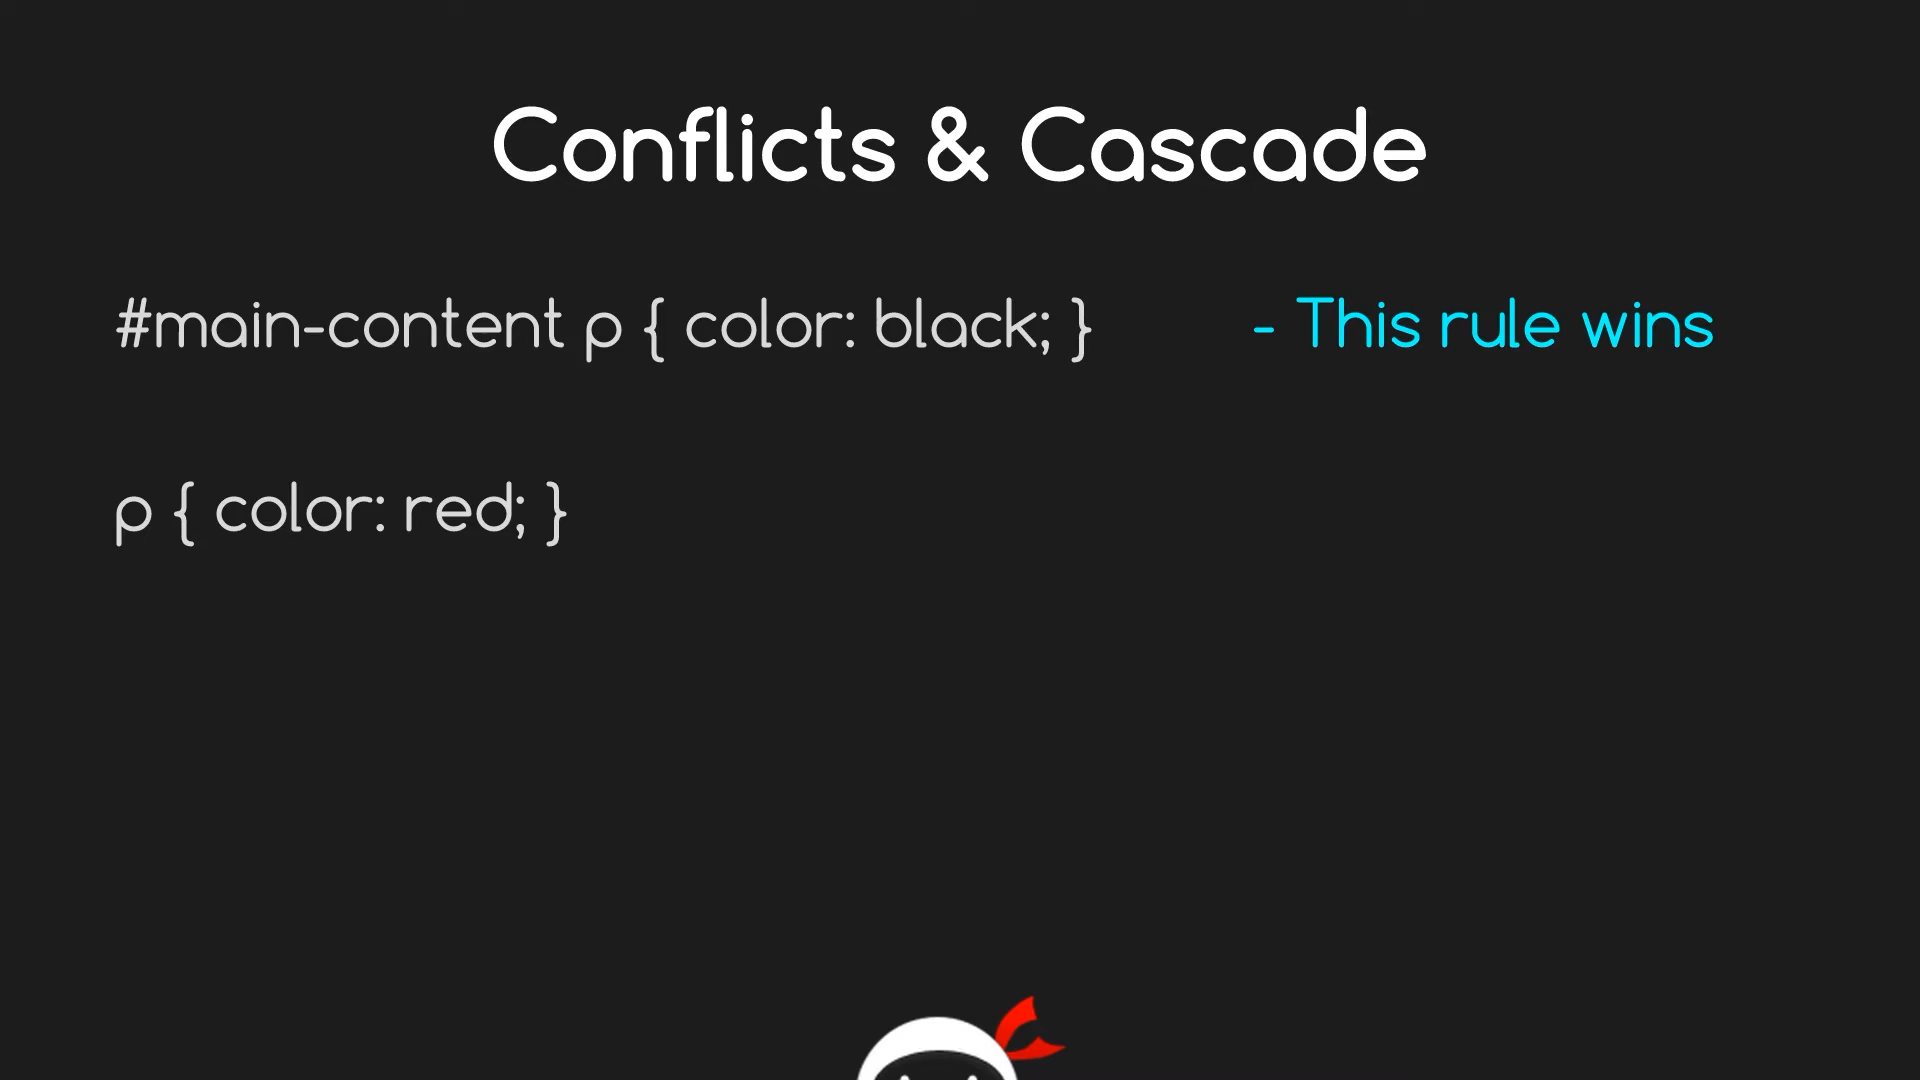 Conflicts & Cascade
#main-content p { color: black; } - This rule wins
p { color: red; }